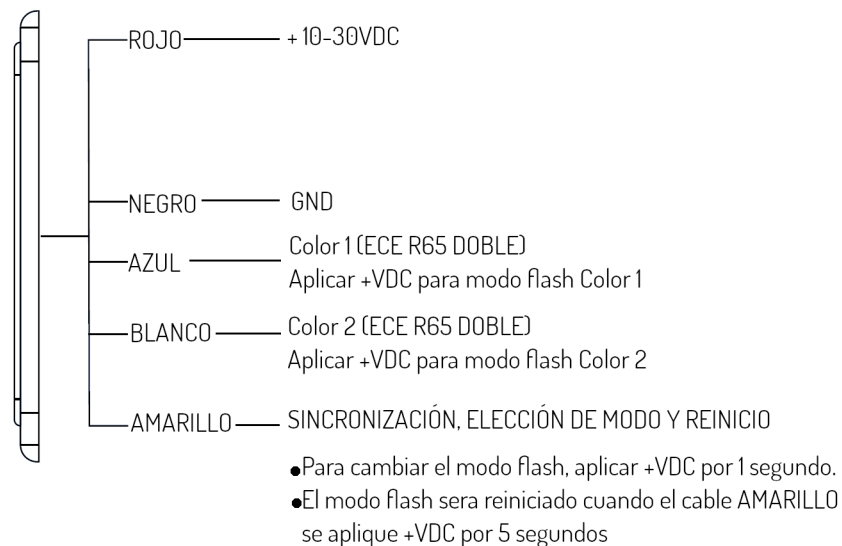 ROJO + 10-30VDC
NEGRO GND
AZUL Color 1 (ECE R65 DOBLE)
Aplicar +VDC para modo flash Color 1
BLANCO Color 2 (ECE R65 DOBLE)
Aplicar +VDC para modo flash Color 2
AMARILLO SINCRONIZACIÓN, ELECCIÓN DE MODO Y REINICIO
●Para cambiar el modo flash, aplicar +VDC por 1 segundo.
●El modo flash sera reiniciado cuando el cable AMARILLO
se aplique +VDC por 5 segundos